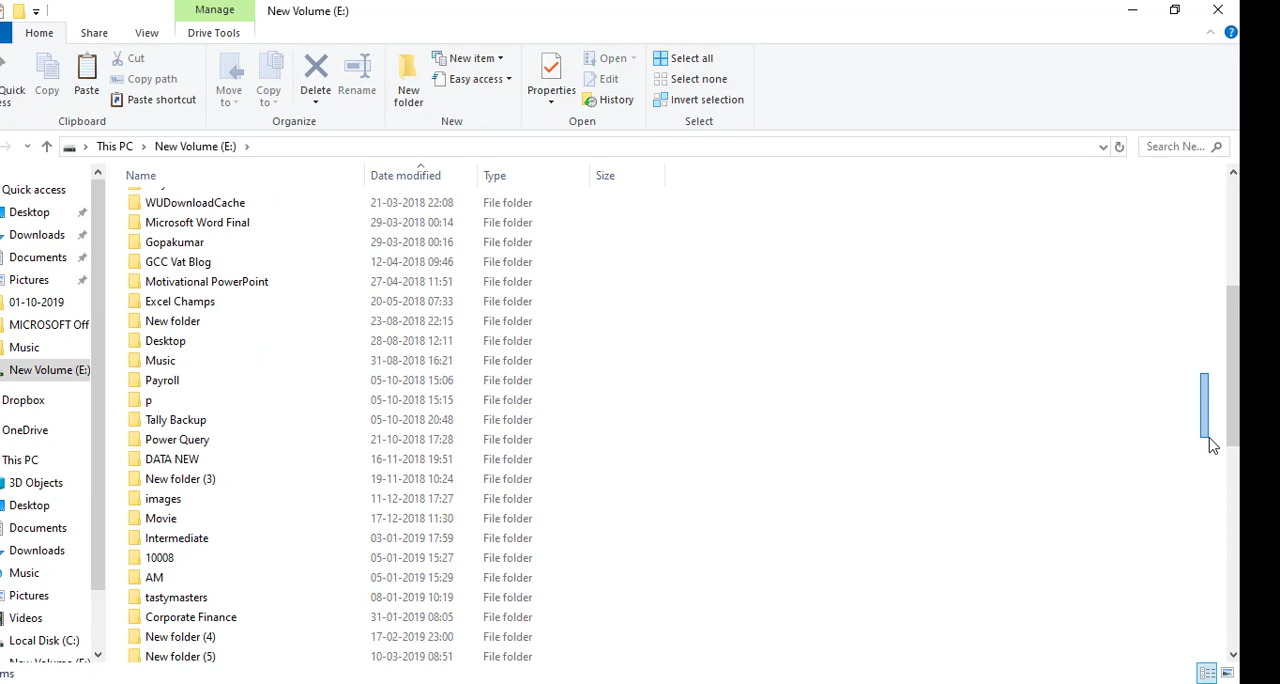 Manage New Volume (E:)
Home Share View Drive Tools
Copy Paste Cut Copy path Paste shortcut
Move to Copy to Delete Rename
New folder New item Easy access
Properties Open Edit History
Select all Select none Invert selection
Quick
Clipboard Organize New Open Select
This PC > New Volume (E:) > Search Ne...
Name Date modified Type Size
WUDownloadCache 21-03-2018 22:08 File folder
Microsoft Word Final 29-03-2018 00:14 File folder
Gopakumar 29-03-2018 00:16 File folder
GCC Vat Blog 12-04-2018 09:46 File folder
Motivational PowerPoint 27-04-2018 11:51 File folder
Excel Champs 20-05-2018 07:33 File folder
New folder 23-08-2018 22:15 File folder
Desktop 28-08-2018 12:11 File folder
Music 31-08-2018 16:21 File folder
Payroll 05-10-2018 15:06 File folder
p 05-10-2018 15:15 File folder
Tally Backup 05-10-2018 20:48 File folder
Power Query 21-10-2018 17:28 File folder
DATA NEW 16-11-2018 19:51 File folder
New folder (3) 19-11-2018 10:24 File folder
images 11-12-2018 17:27 File folder
Movie 17-12-2018 11:30 File folder
Intermediate 03-01-2019 17:59 File folder
10008 05-01-2019 15:27 File folder
AM 05-01-2019 15:29 File folder
tastymasters 08-01-2019 10:19 File folder
Corporate Finance 31-01-2019 08:05 File folder
New folder (4) 17-02-2019 23:00 File folder
New folder (5) 10-03-2019 08:51 File folder
Quick access
Desktop
Downloads
Documents
Pictures
01-10-2019
MICROSOFT Off
Music
New Volume (E:)
Dropbox
OneDrive
This PC
3D Objects
Desktop
Documents
Downloads
Music
Pictures
Videos
Local Disk (C:)